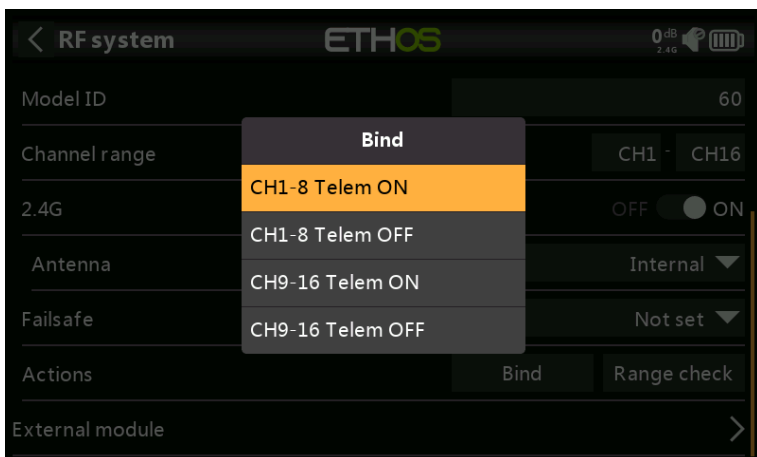 RF system
ETHOS
0dB
2.4G
Model ID
60
Bind
Channel range
CH1 - CH16
CH1-8 Telem ON
2.4G
OFF ON
CH1-8 Telem OFF
Antenna
Internal
CH9-16 Telem ON
Failsafe
Not set
CH9-16 Telem OFF
Actions
Bind
Range check
External module